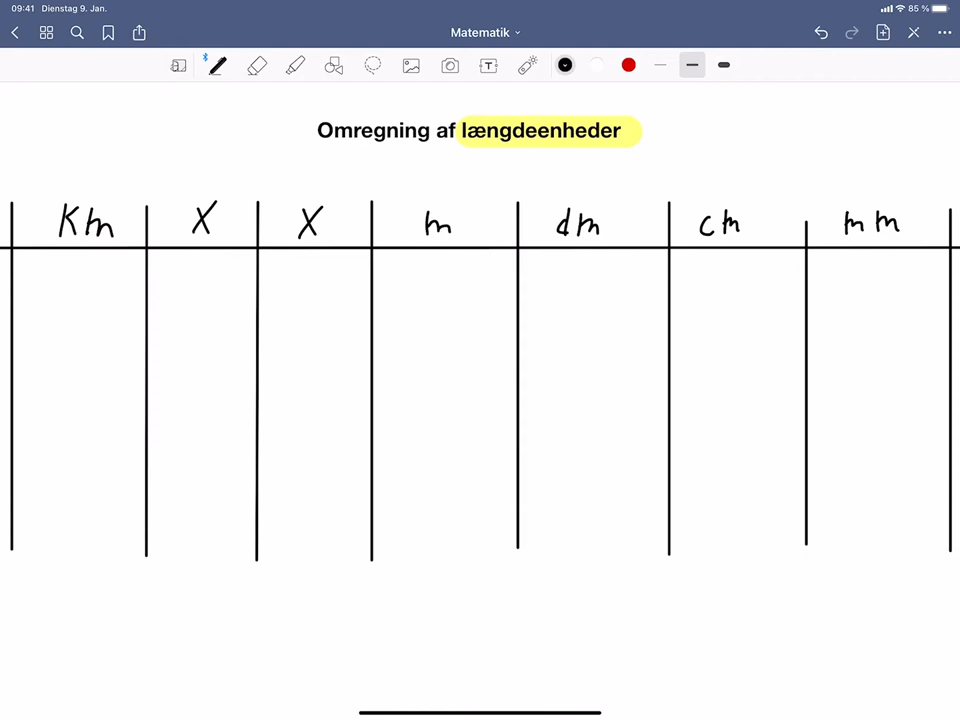 09:41 Dienstag 9. Jan. 85 %
Matematik
T
Omregning af længdeenheder
Km X X m dm cm mm